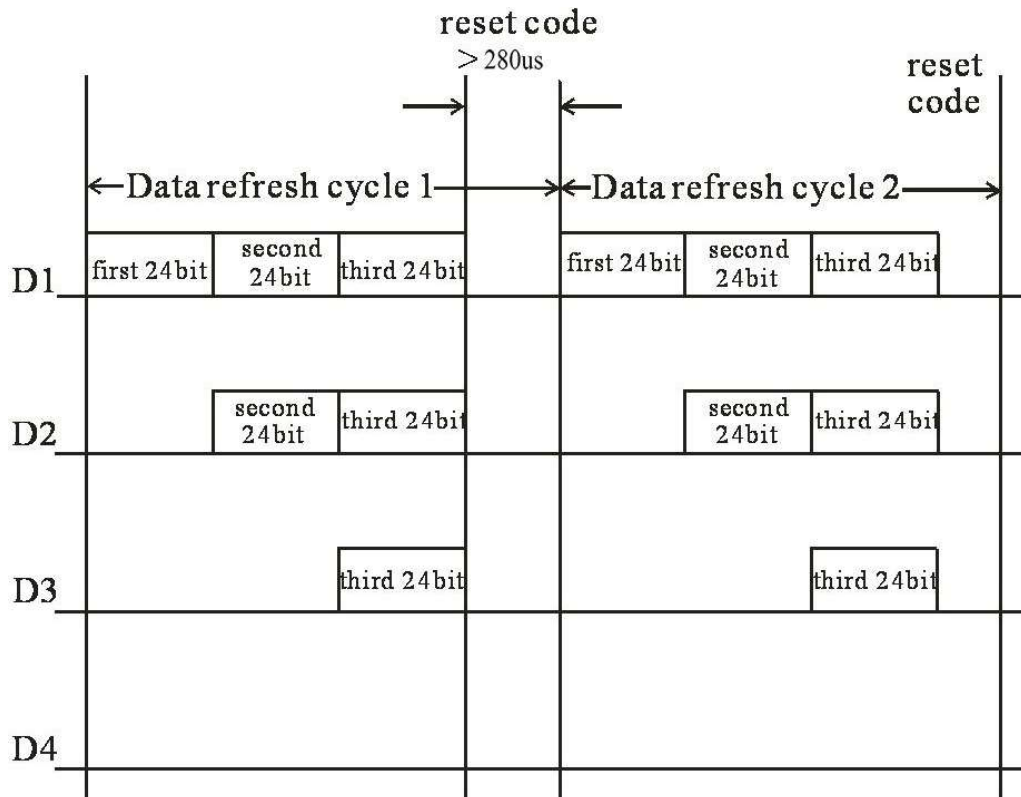 reset code
> 280us
reset
code
Data refresh cycle 1
Data refresh cycle 2
D1
first 24bit
second
24bit
third 24bit
first 24bit
second
24bit
third 24bit
D2
second
24bit
third 24bit
second
24bit
third 24bit
D3
third 24bit
third 24bit
D4